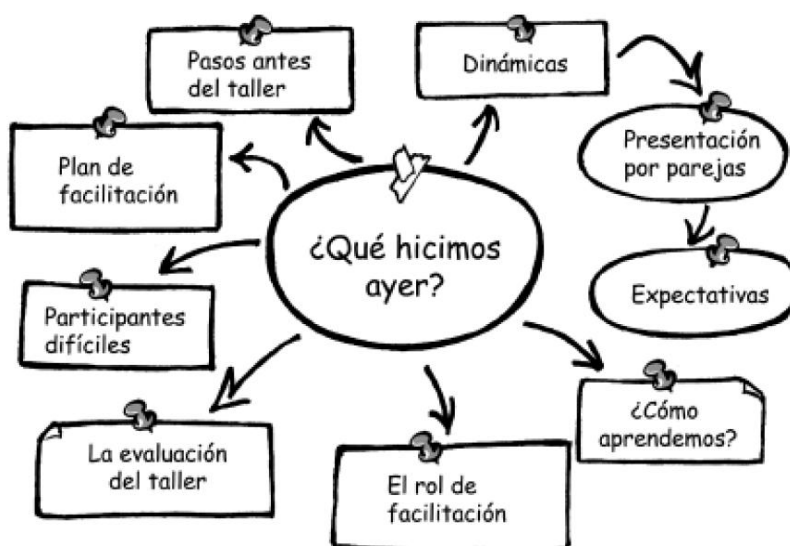 Pasos antes
del taller
Dinámicas
Plan de
facilitación
Presentación
por parejas
¿Qué hicimos
ayer?
Expectativas
Participantes
difíciles
¿Cómo
aprendemos?
La evaluación
del taller
El rol de
facilitación